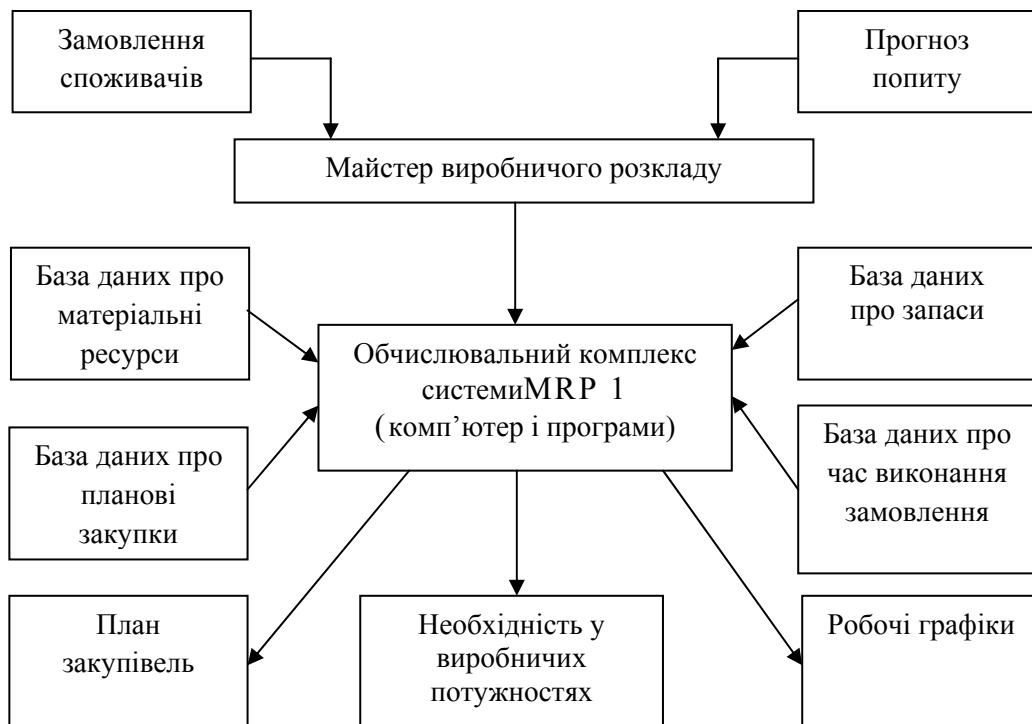 Замовлення
споживачів
Прогноз
попиту
Майстер виробничого розкладу
База даних про
матеріальні
ресурси
База даних
про запаси
Обчислювальний комплекс
системиMRP 1
(комп’ютер і програми)
База даних про
планові
закупки
База даних про
час виконання
замовлення
План
закупівель
Необхідність у
виробничих
потужностях
Робочі графіки